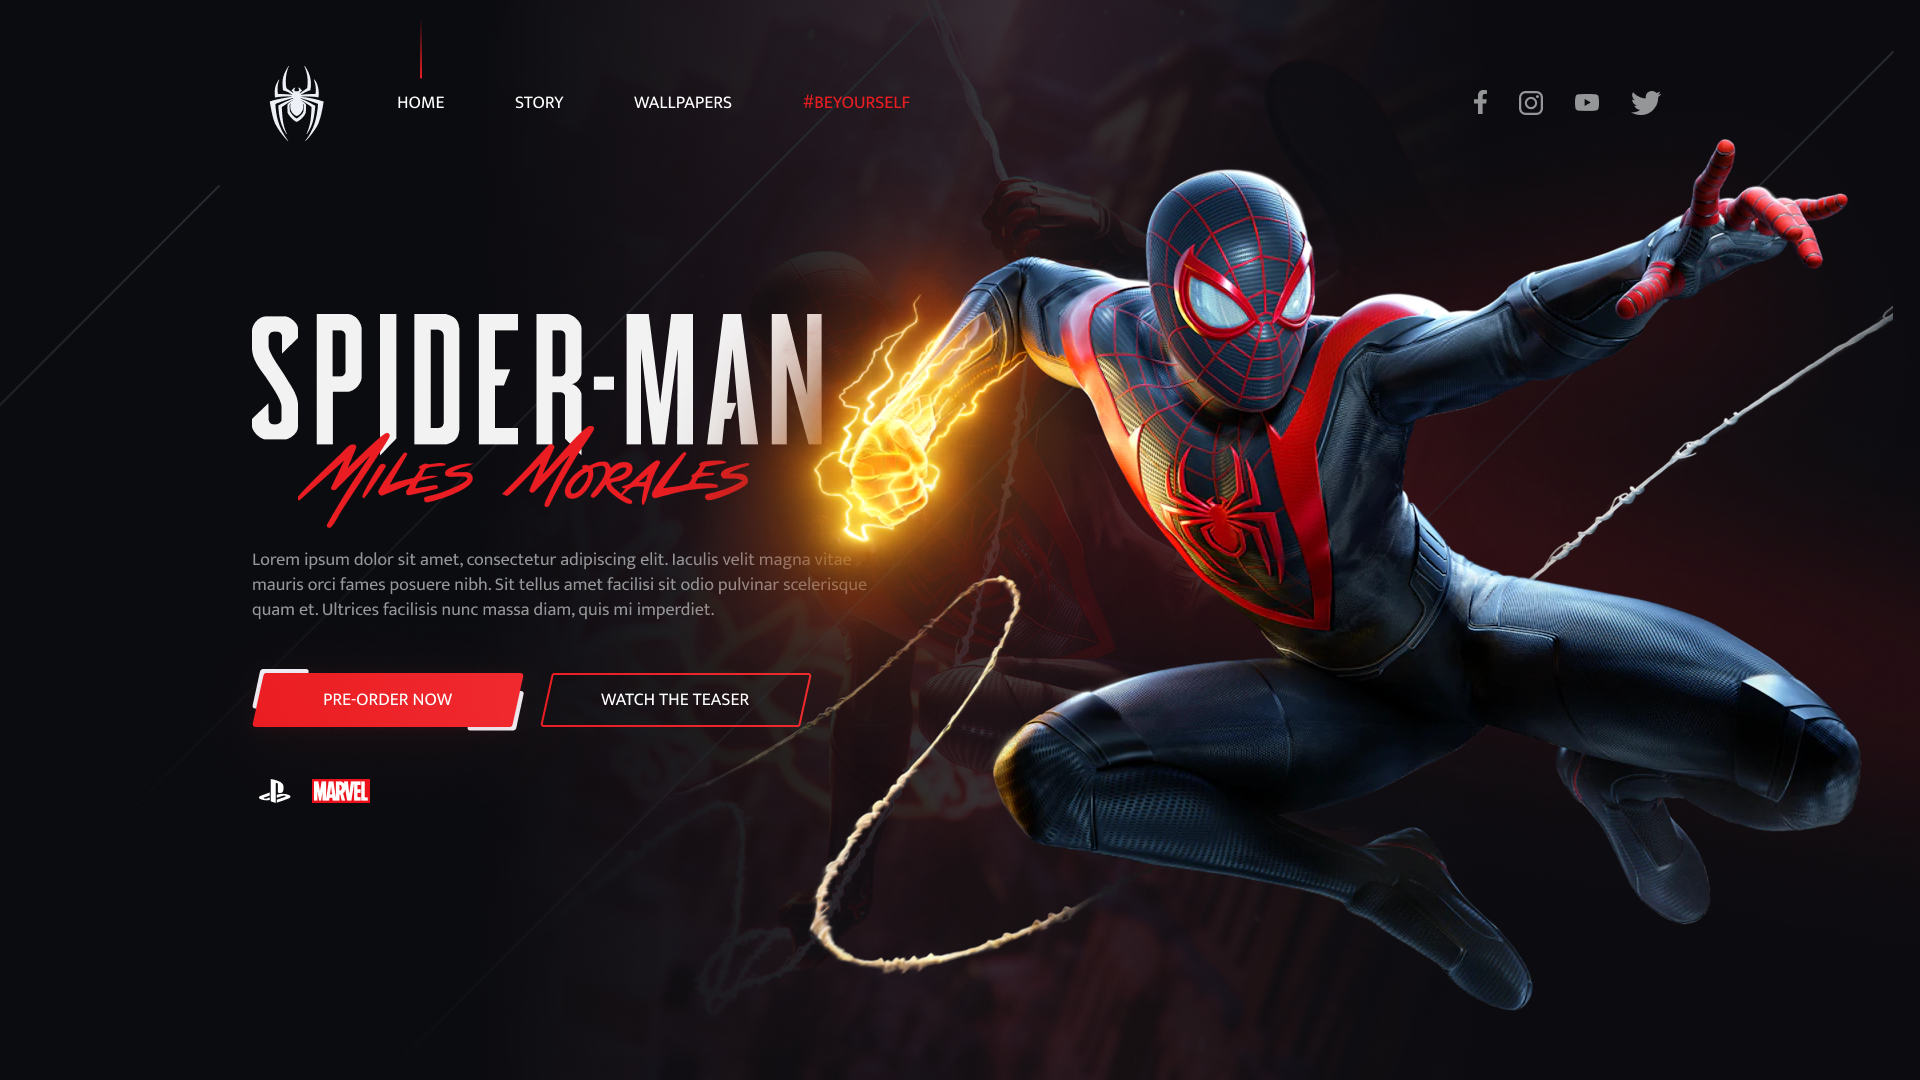 HOME STORY WALLPAPERS #BEYOURSELF
SPIDER-MAN
MILES MORALES
Lorem ipsum dolor sit amet, consectetur adipiscing elit. Iaculis velit magna vitae
mauris orci fames posuere nibh. Sit tellus amet facilisi sit odio pulvinar scelerisque
quam et. Ultrices facilisis nunc massa diam, quis mi imperdiet.
PRE-ORDER NOW WATCH THE TEASER
MARVEL